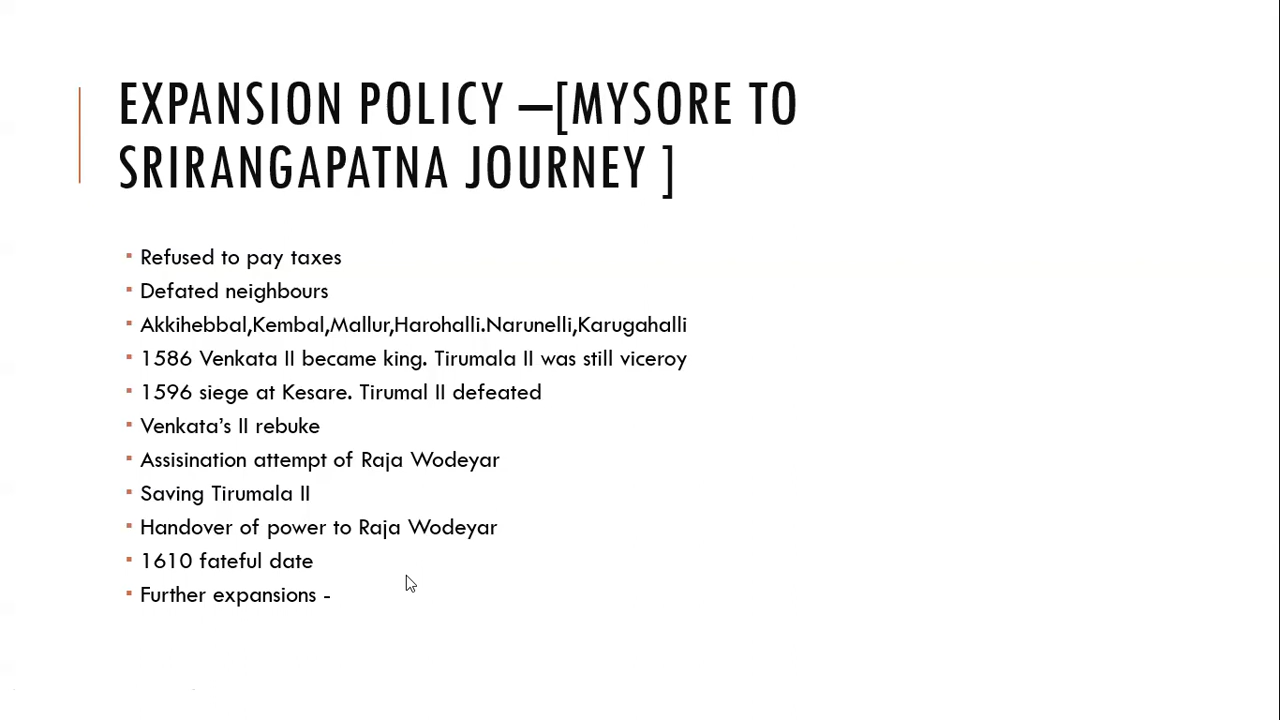 EXPANSION POLICY –[MYSORE TO
SRIRANGAPATNA JOURNEY ]
▪ Refused to pay taxes
▪ Defated neighbours
▪ Akkihebbal,Kembal,Mallur,Harohalli.Narunelli,Karugahalli
▪ 1586 Venkata II became king. Tirumala II was still viceroy
▪ 1596 siege at Kesare. Tirumal II defeated
▪ Venkata’s II rebuke
▪ Assisination attempt of Raja Wodeyar
▪ Saving Tirumala II
▪ Handover of power to Raja Wodeyar
▪ 1610 fateful date
▪ Further expansions -